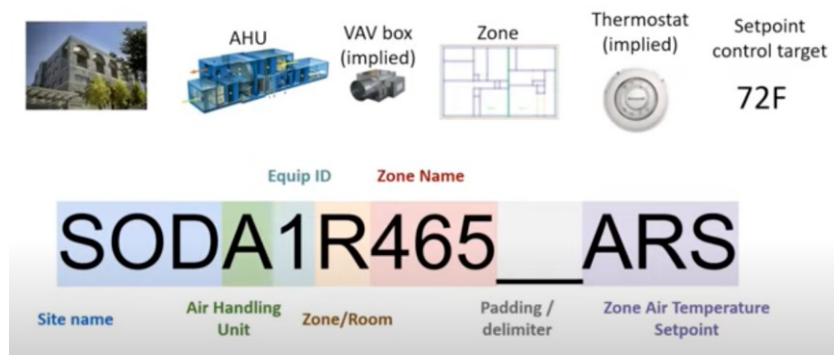 AHU
VAV box
(implied)
Zone
Thermostat
(implied)
Setpoint
control target
72F
Equip ID
Zone Name
SODA1R465__ARS
Site name
Air Handling
Unit
Zone/Room
Padding /
delimiter
Zone Air Temperature
Setpoint